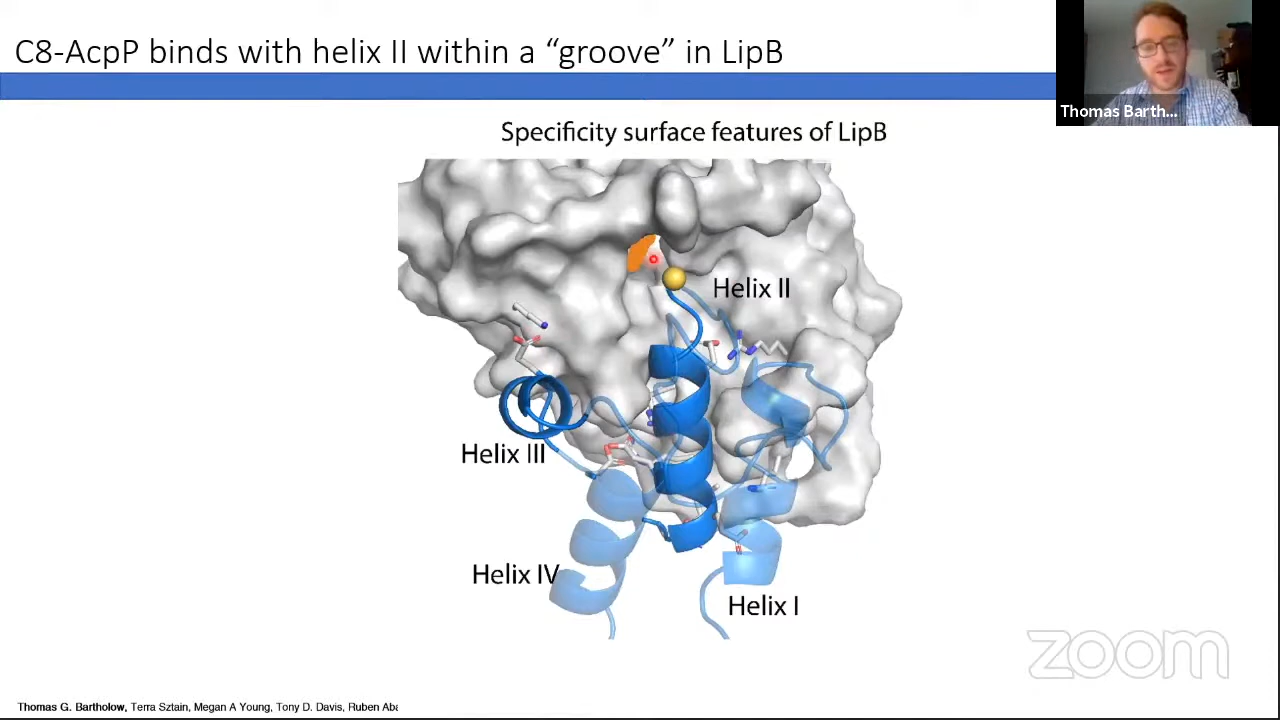 C8-AcpP binds with helix II within a “groove” in LipB
Thomas Barth...
Specificity surface features of LipB
Helix II
Helix III
Helix IV
Helix I
zoom
Thomas G. Bartholow, Terra Sztain, Megan A Young, Tony D. Davis, Ruben Aba